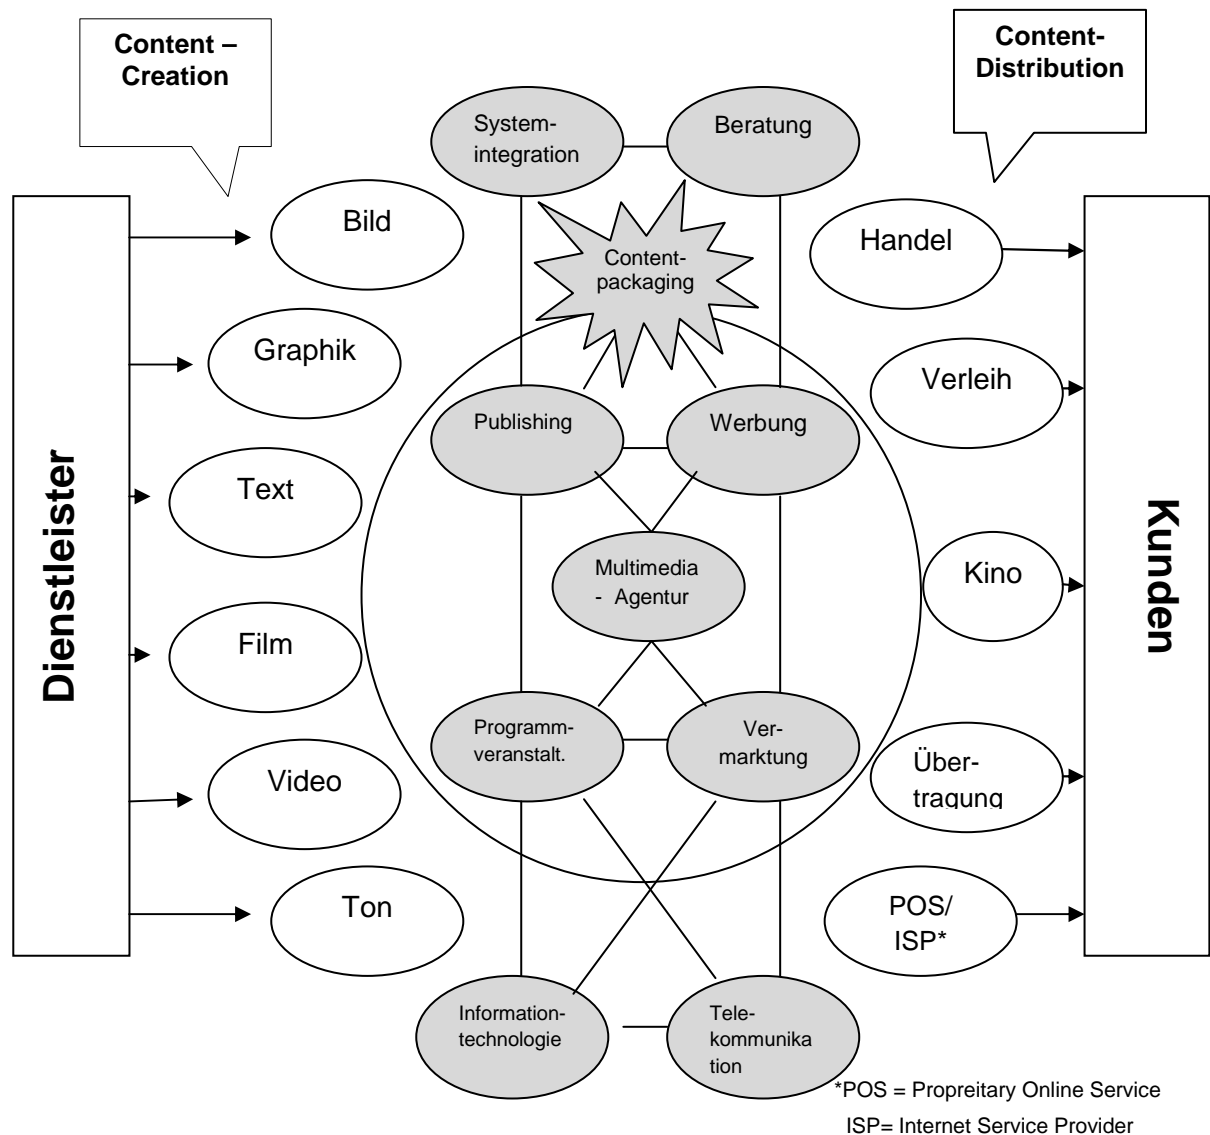 Content –
Creation
Content-
Distribution
System-
integration
Beratung
Bild
Handel
Content-
packaging
Graphik
Verleih
Publishing
Werbung
Dienstleister
Text
Kunden
Multimedia
- Agentur
Kino
Film
Programm-
veranstalt.
Ver-
marktung
Video
Über-
tragung
Ton
POS/
ISP*
Information-
technologie
Tele-
kommunika
tion
*POS = Propreitary Online Service
ISP= Internet Service Provider